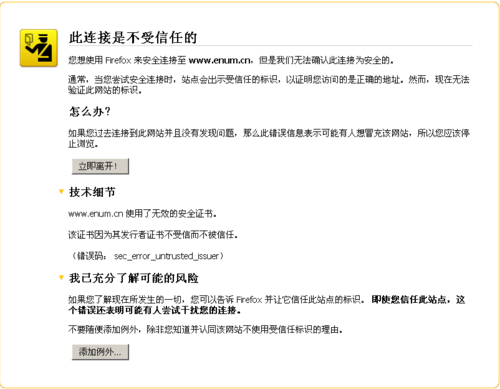 此连接是不受信任的
您想使用 Firefox 来安全连接至 www.enum.cn,但是我们无法确认此连接为安全的。
通常，当您尝试安全连接时，站点会出示受信任的标识，以证明您访问的是正确的地址。然而，现在无法
验证此网站的标识。
怎么办？
如果您过去连接到此网站并且没有发现问题，那么此错误信息表示可能有人想冒充该网站，所以您应该停
止浏览。
立即离开！
技术细节
www.enum.cn 使用了无效的安全证书。
该证书因为其发行者证书不受信而不被信任。
（错误码： sec_error_untrusted_issuer）
我已充分了解可能的风险
如果您了解现在所发生的一切，您可以告诉 Firefox 并让它信任此站点的标识。 即使您信任此站点，这
个错误还表明可能有人尝试干扰您的连接。
不要随便添加例外，除非您知道并认同该网站不使用受信任标识的理由。
添加例外...